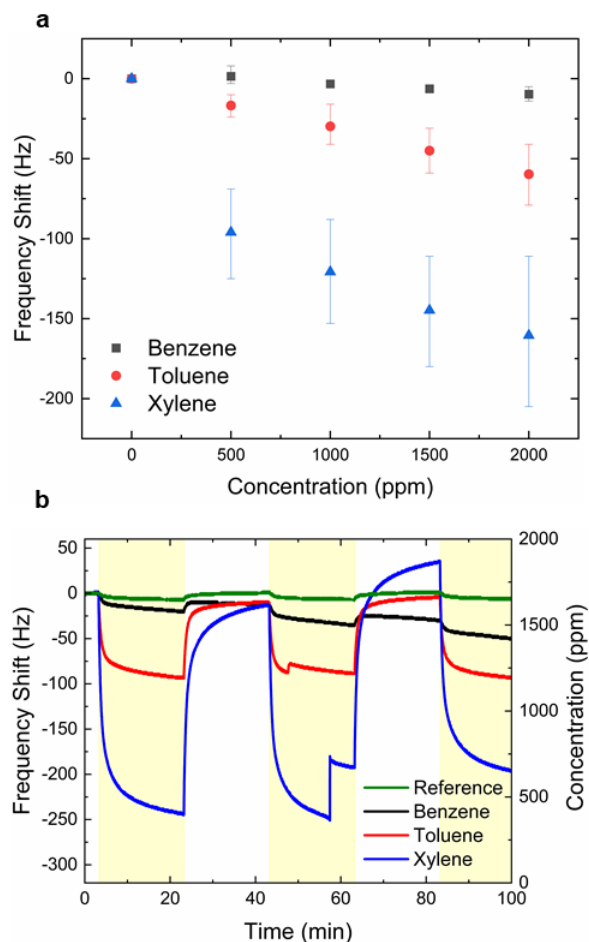 a
0
-50
-100
-150
-200
Frequency Shift (Hz)
Benzene
Toluene
Xylene
0 500 1000 1500 2000
Concentration (ppm)
b
50
0
-50
-100
-150
-200
-250
-300
Frequency Shift (Hz)
2000
1500
1000
500
0
Concentration (ppm)
Reference
Benzene
Toluene
Xylene
0 20 40 60 80 100
Time (min)